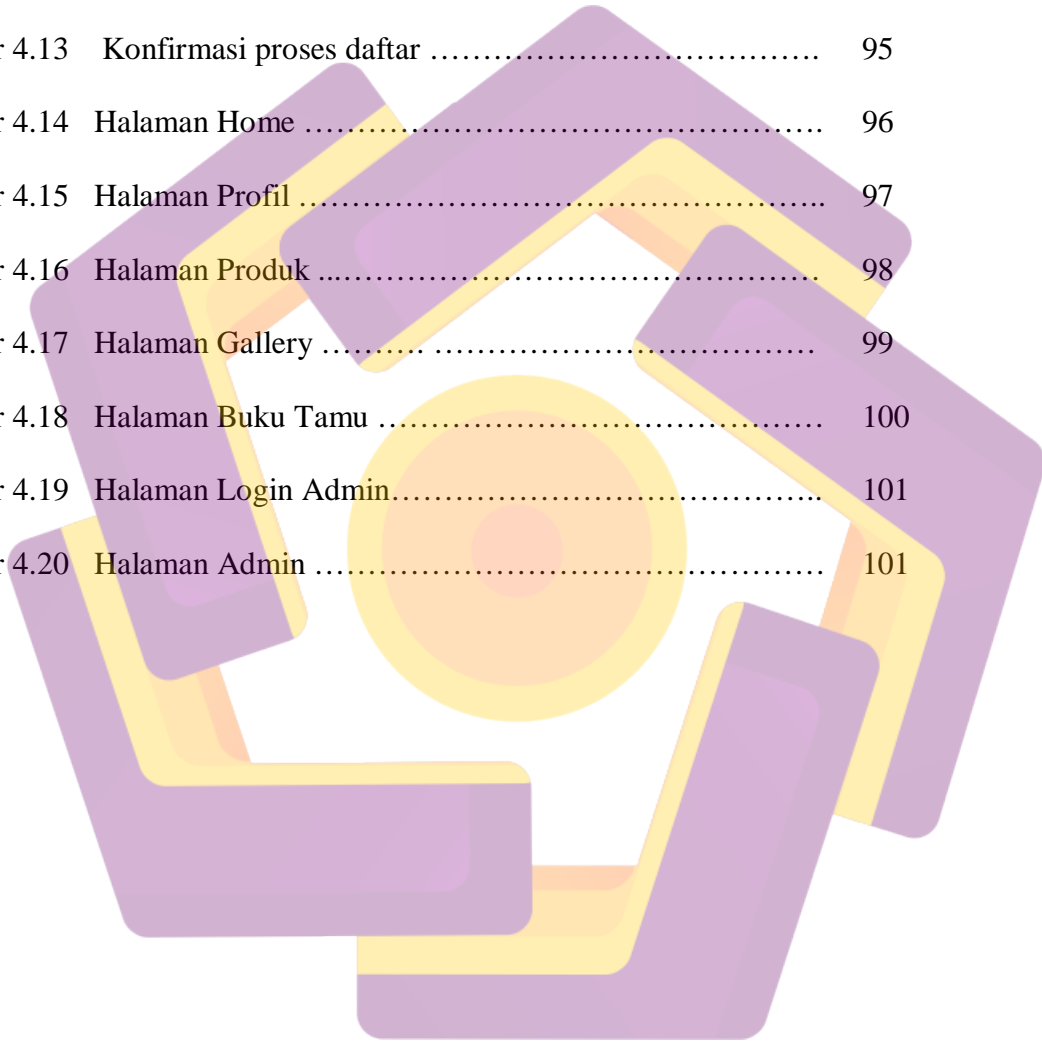 r 4.13 Konfirmasi proses daftar ………………………………. 95
r 4.14 Halaman Home …………………………………………. 96
r 4.15 Halaman Profil ………………………………………….. 97
r 4.16 Halaman Produk ...……………………………………… 98
r 4.17 Halaman Gallery ………. ……………………………… 99
r 4.18 Halaman Buku Tamu …………………………………… 100
r 4.19 Halaman Login Admin………………………………….. 101
r 4.20 Halaman Admin ………………………………………… 101